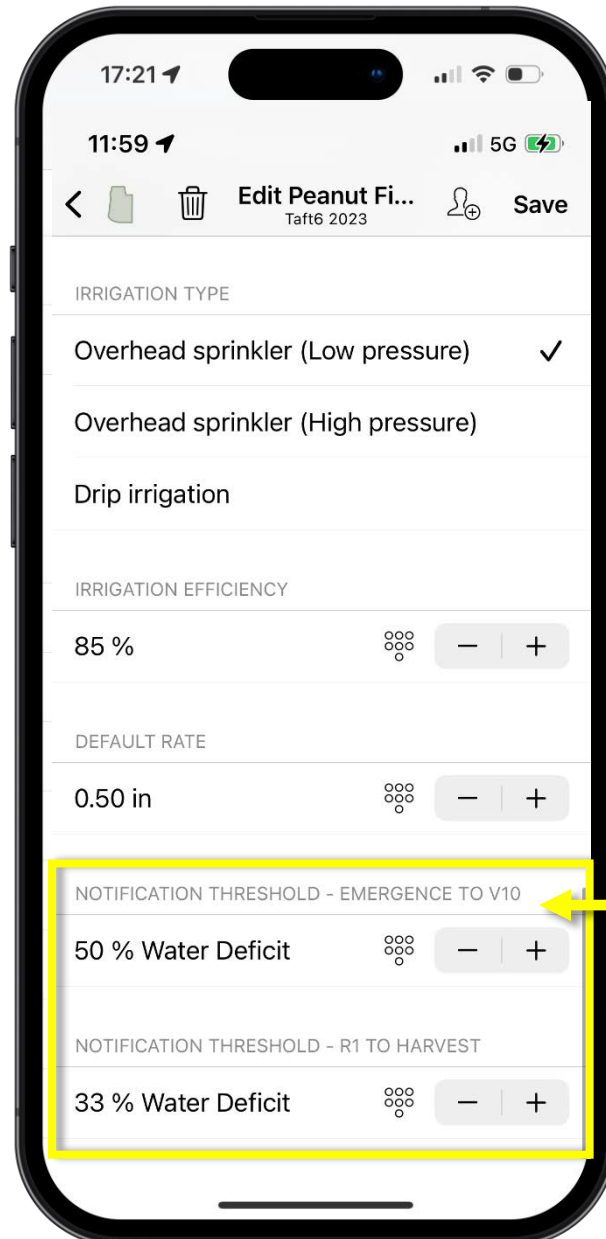 17:21
11:59 5G
Edit Peanut Fi... Save
Taft6 2023
IRRIGATION TYPE
Overhead sprinkler (Low pressure)
Overhead sprinkler (High pressure)
Drip irrigation
IRRIGATION EFFICIENCY
85 % − +
DEFAULT RATE
0.50 in − +
NOTIFICATION THRESHOLD - EMERGENCE TO V10
50 % Water Deficit − +
NOTIFICATION THRESHOLD - R1 TO HARVEST
33 % Water Deficit − +